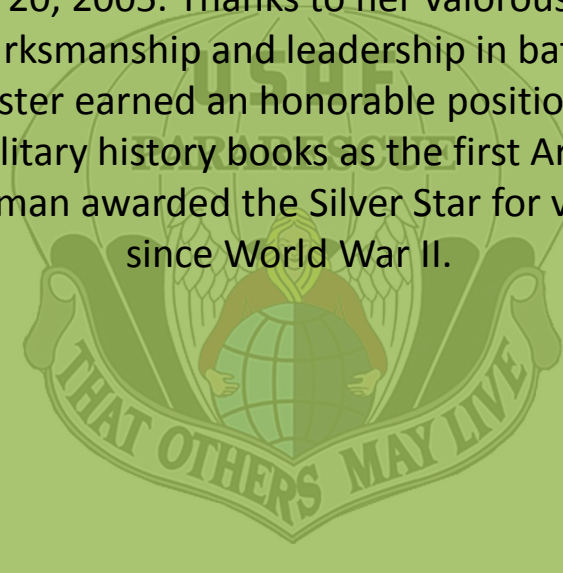 20, 2005. Thanks to her valorous
rksmanship and leadership in bat
ster earned an honorable positio
litary history books as the first Ar
man awarded the Silver Star for v
since World War II.
USAF
PARARESCUE
THAT OTHERS MAY LIVE